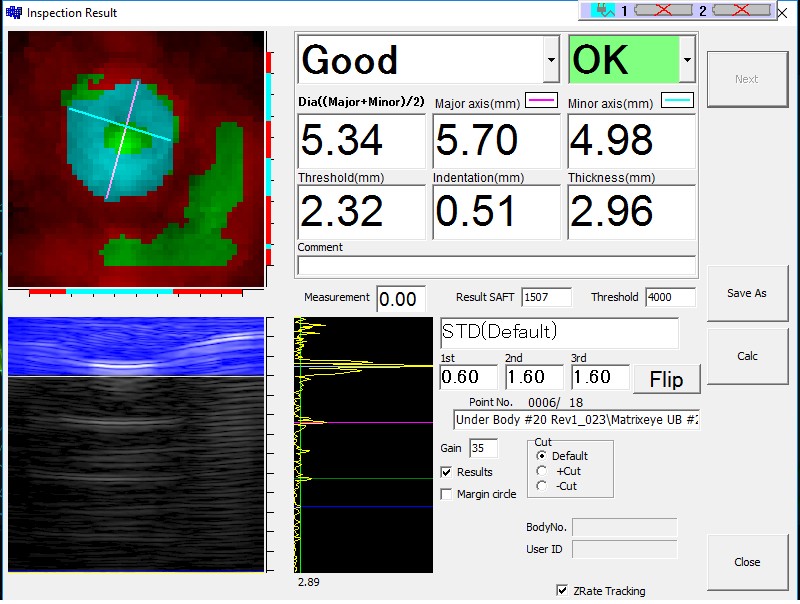 Inspection Result
1 2
Good
OK
Next
Dia((Major+Minor)/2) Major axis(mm) Minor axis(mm)
5.34 5.70 4.98
Threshold(mm) Indentation(mm) Thickness(mm)
2.32 0.51 2.96
Comment
Measurement 0.00 Result SAFT 1507 Threshold 4000
Save As
STD(Default)
Calc
1st 2nd 3rd
0.60 1.60 1.60 Flip
Point No. 0006/ 18
Under Body #20 Rev1_023\Matrixeye UB #2
Gain 35
Cut
Default
+Cut
-Cut
Results
Margin circle
BodyNo.
User ID
Close
2.89
ZRate Tracking